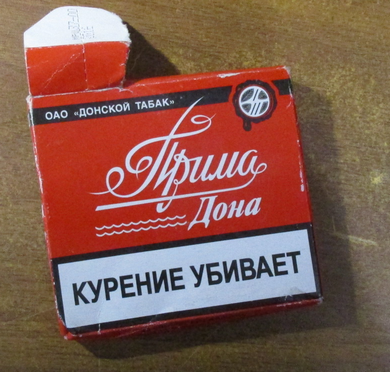 ОАО «ДОНСКОЙ ТАБАК»
Прима
Дона
КУРЕНИЕ УБИВАЕТ